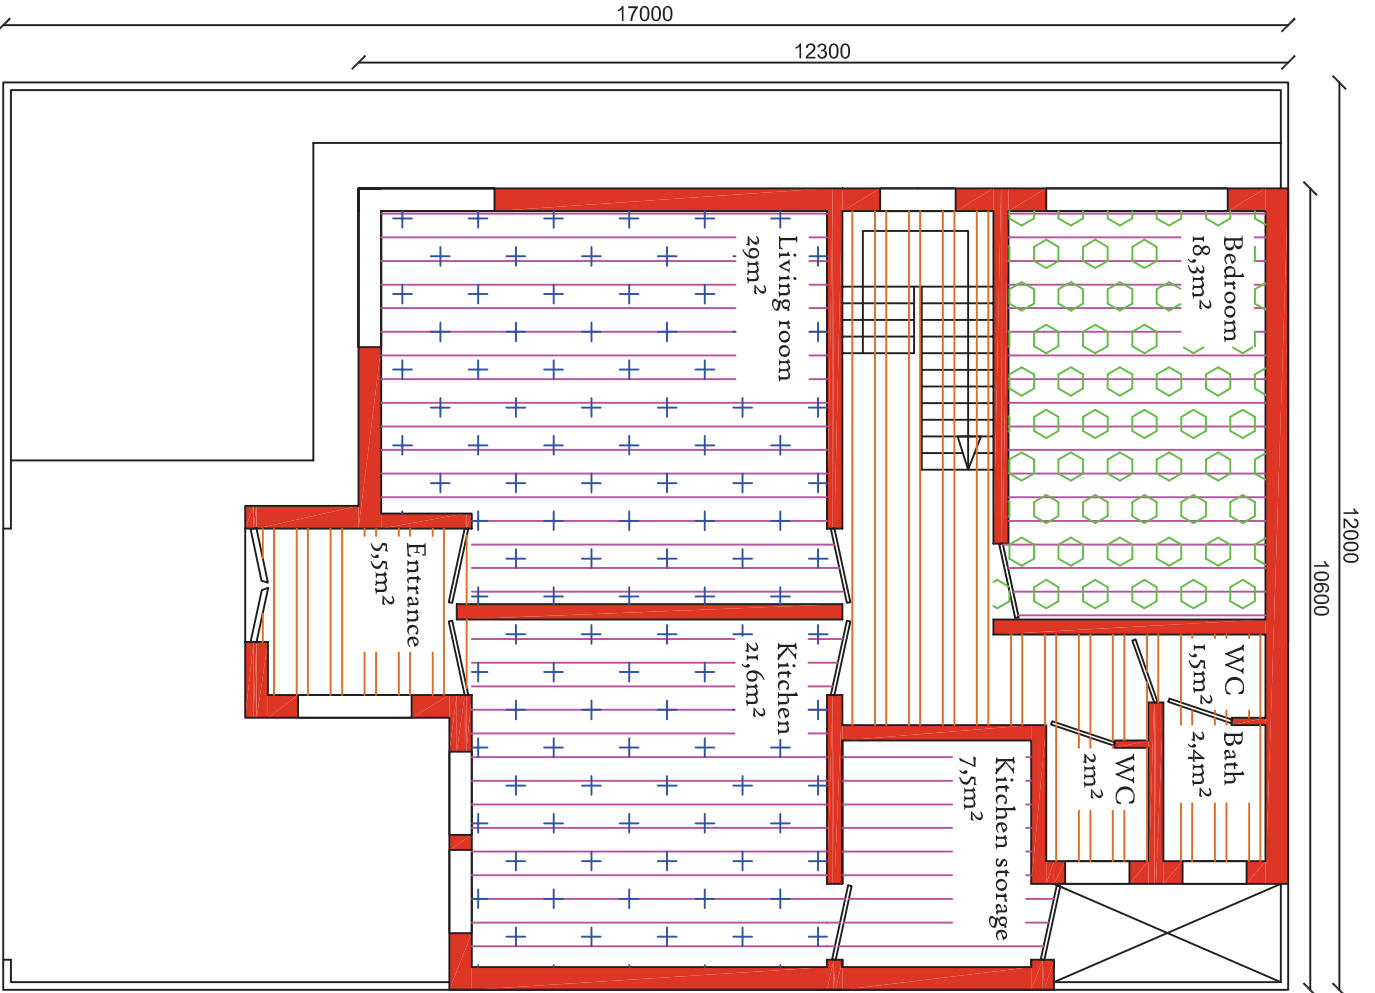 17000
12300
Living room
29m²
Bedroom
18,3m²
12000
10600
Entrance
5,5m²
Kitchen
21,6m²
WC
1,5m²
Bath
2,4m²
WC
2m²
Kitchen storage
7,5m²